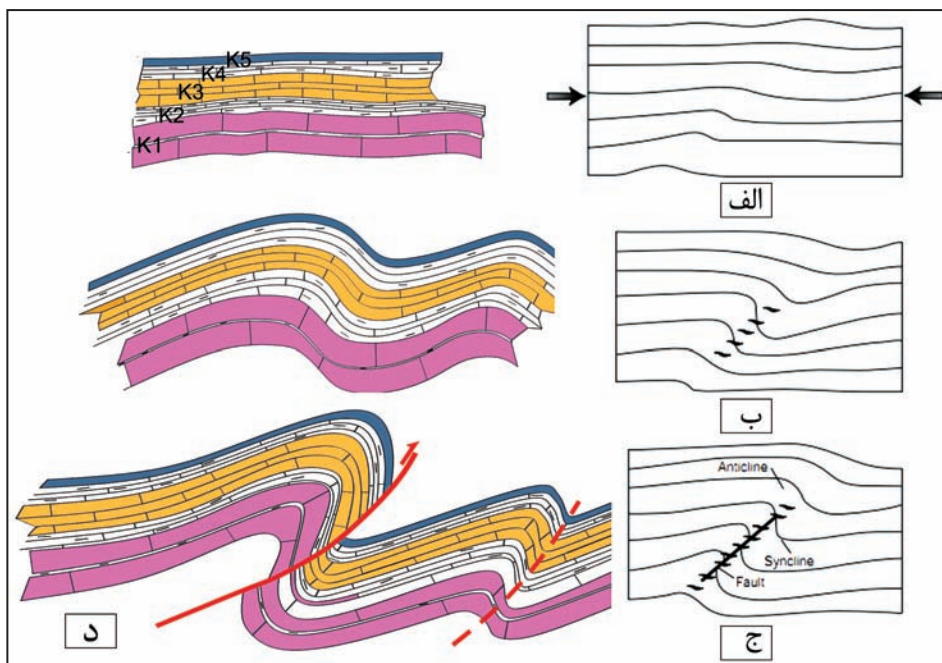 K5
K4
K3
K2
K1
الف
ب
Anticline
Syncline
Fault
ج
د